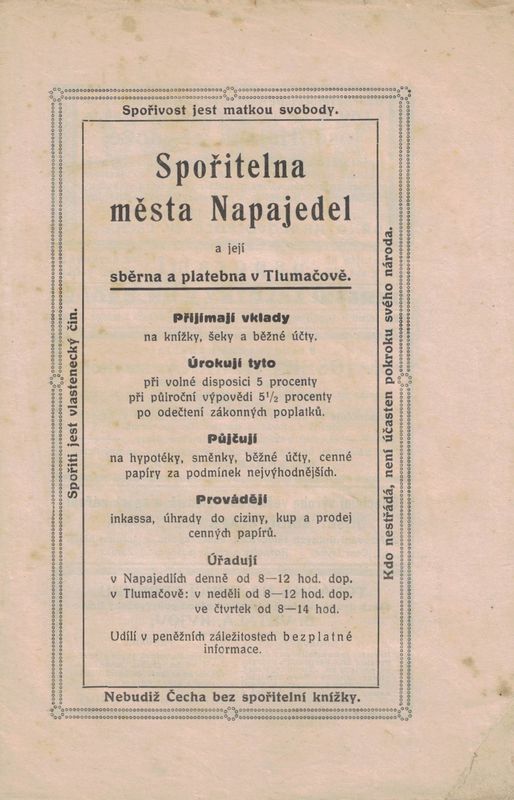 Spořivost jest matkou svobody.
Spořitelna
města Napajedel
a její
sběrna a platebna v Tlumačově.
Přijímají vklady
na knížky, šeky a běžné účty.
Úrokují tyto
při volné disposici 5 procenty
při půlroční výpovědi 5½ procenty
po odečtení zákonných poplatků.
Půjčují
na hypotéky, směnky, běžné účty, cenné
papíry za podmínek nejvýhodnějších.
Provádějí
inkassa, úhrady do ciziny, kup a prodej
cenných papírů.
Úřadují
v Napajedlích denně od 8—12 hod. dop.
v Tlumačově: v neděli od 8—12 hod. dop.
ve čtvrtek od 8—14 hod.
Udílí v peněžních záležitostech bezplatné
informace.
Spořiti jest vlastenecký čin.
Kdo nestřádá, není účasten pokroku svého národa.
Nebudiž Čecha bez spořitelní knížky.